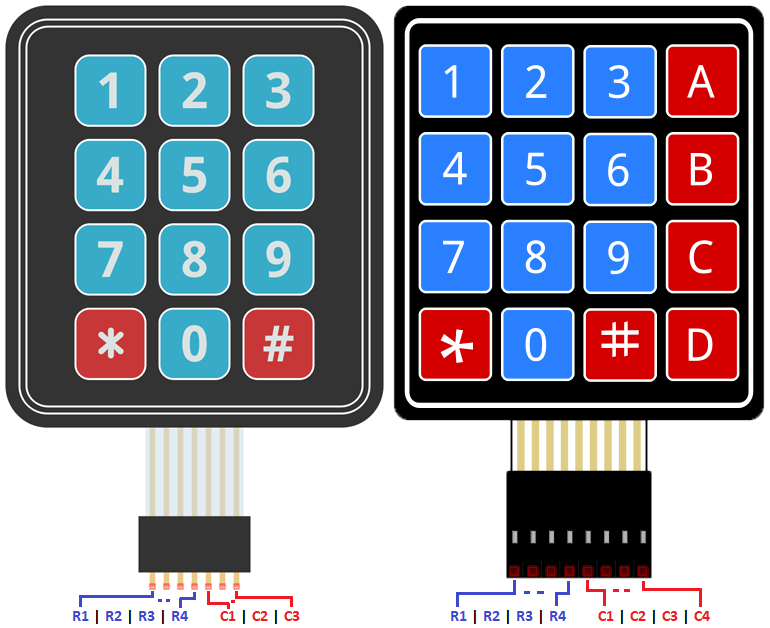 1 2 3
4 5 6
7 8 9
* 0 #
R1 | R2 | R3 | R4 C1 | C2 | C3
1 2 3 A
4 5 6 B
7 8 9 C
* 0 # D
R1 | R2 | R3 | R4 C1 | C2 | C3 | C4